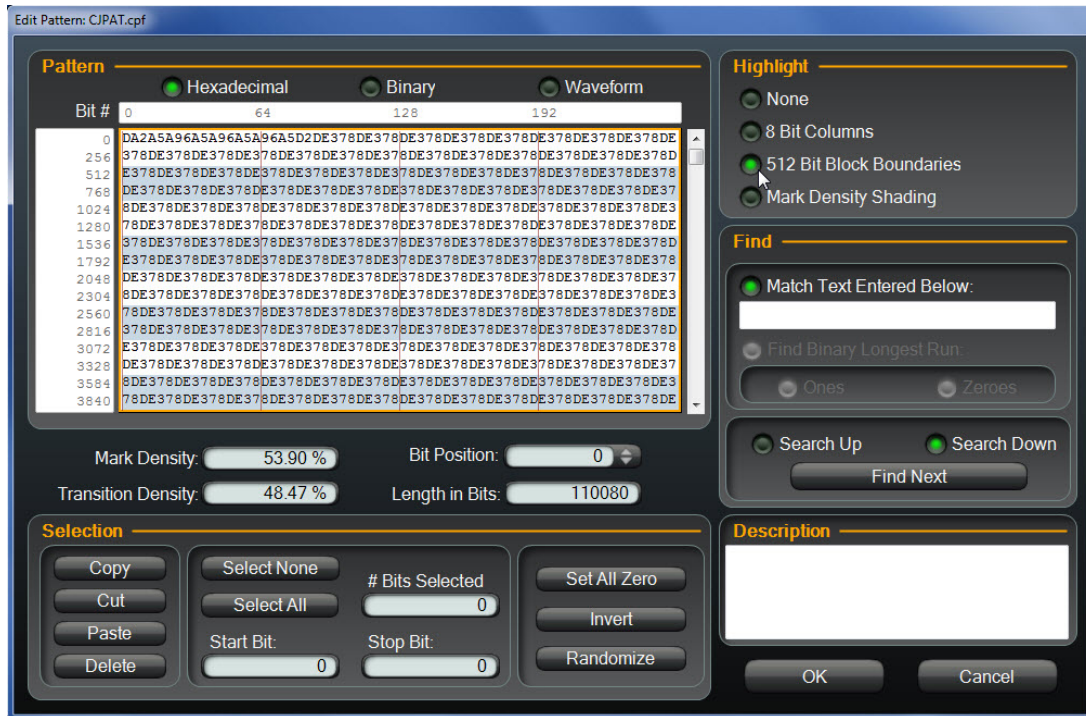 Edit Pattern: CJPAT.cpf
Pattern
Hexadecimal Binary Waveform
Bit # 0 64 128 192
0 DA2A5A96A5A96A5A96A5D2DE378DE378DE378DE378DE378DE378DE378DE378DE
256 378DE378DE378DE378DE378DE378DE378DE378DE378DE378DE378DE378DE378D
512 E378DE378DE378DE378DE378DE378DE378DE378DE378DE378DE378DE378DE378
768 DE378DE378DE378DE378DE378DE378DE378DE378DE378DE378DE378DE378DE37
1024 8DE378DE378DE378DE378DE378DE378DE378DE378DE378DE378DE378DE378DE3
1280 78DE378DE378DE378DE378DE378DE378DE378DE378DE378DE378DE378DE378DE
1536 378DE378DE378DE378DE378DE378DE378DE378DE378DE378DE378DE378DE378D
1792 E378DE378DE378DE378DE378DE378DE378DE378DE378DE378DE378DE378DE378
2048 DE378DE378DE378DE378DE378DE378DE378DE378DE378DE378DE378DE378DE37
2304 8DE378DE378DE378DE378DE378DE378DE378DE378DE378DE378DE378DE378DE3
2560 78DE378DE378DE378DE378DE378DE378DE378DE378DE378DE378DE378DE378DE
2816 378DE378DE378DE378DE378DE378DE378DE378DE378DE378DE378DE378DE378D
3072 E378DE378DE378DE378DE378DE378DE378DE378DE378DE378DE378DE378DE378
3328 DE378DE378DE378DE378DE378DE378DE378DE378DE378DE378DE378DE378DE37
3584 8DE378DE378DE378DE378DE378DE378DE378DE378DE378DE378DE378DE378DE3
3840 78DE378DE378DE378DE378DE378DE378DE378DE378DE378DE378DE378DE378DE
Mark Density: 53.90 % Bit Position: 0
Transition Density: 48.47 % Length in Bits: 110080
Selection
Copy
Cut
Paste
Delete
Select None
Select All
# Bits Selected
0
Start Bit:
0
Stop Bit:
0
Set All Zero
Invert
Randomize
Highlight
None
8 Bit Columns
512 Bit Block Boundaries
Mark Density Shading
Find
Match Text Entered Below:
Find Binary Longest Run:
Ones Zeroes
Search Up Search Down
Find Next
Description
OK Cancel